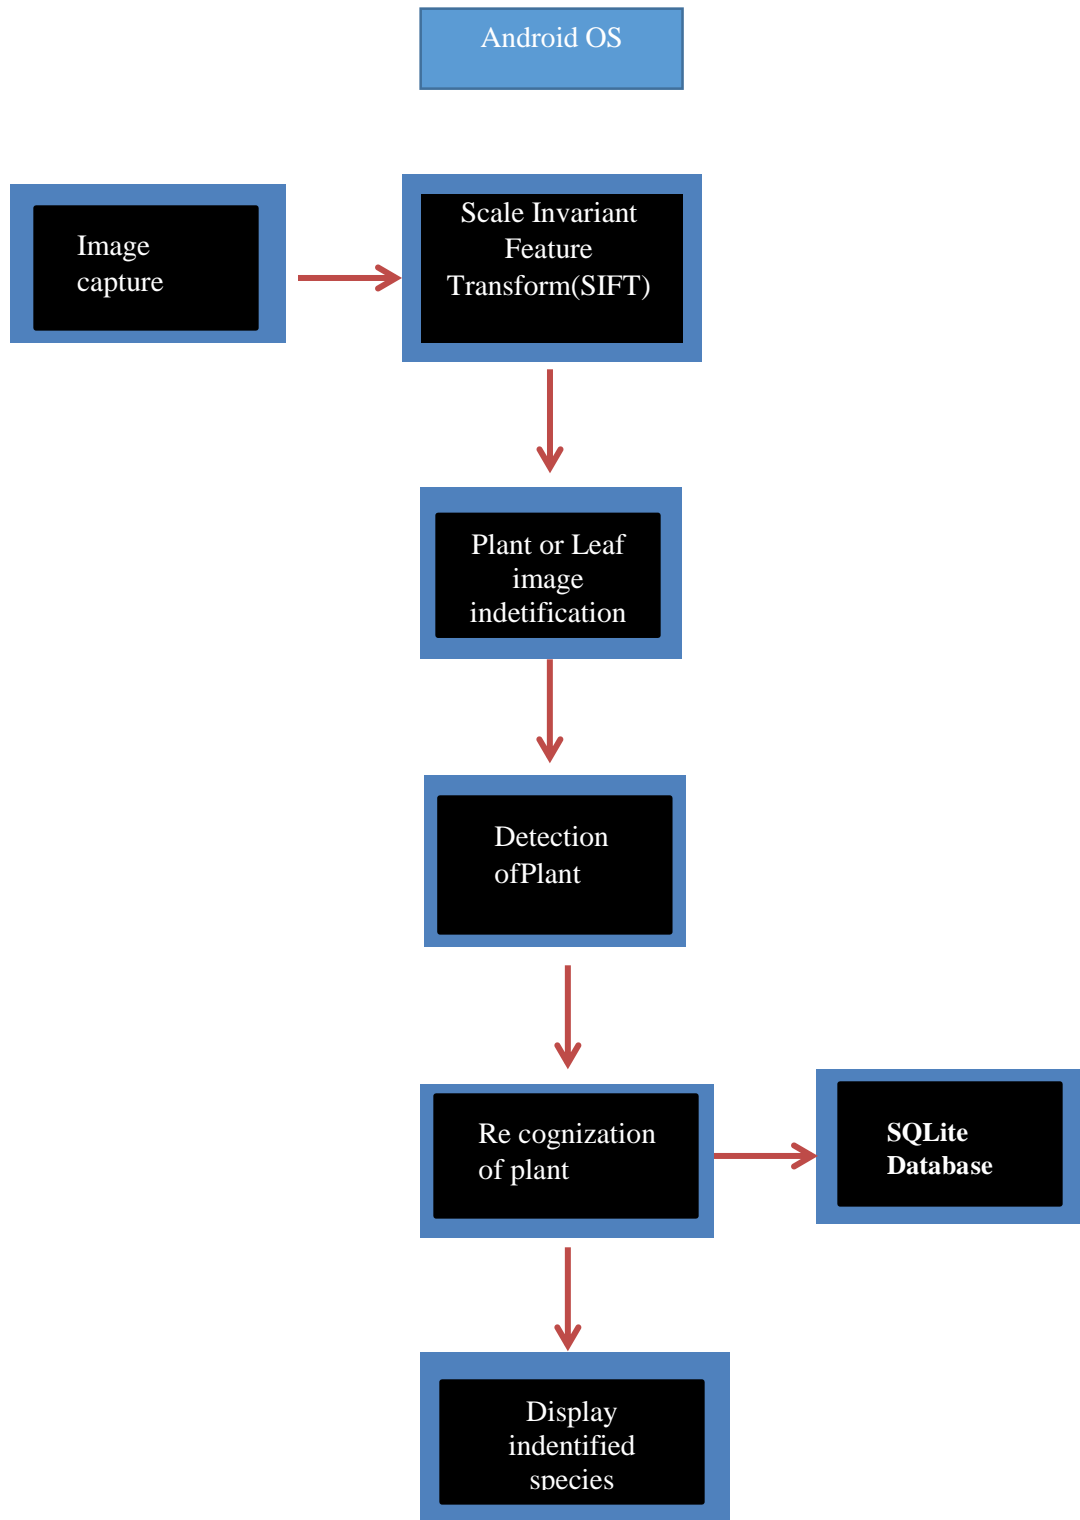 Android OS
Image
capture
Scale Invariant
Feature
Transform(SIFT)
Plant or Leaf
image
indetification
Detection
ofPlant
Re cognization
of plant
SQLite
Database
Display
indentified
species